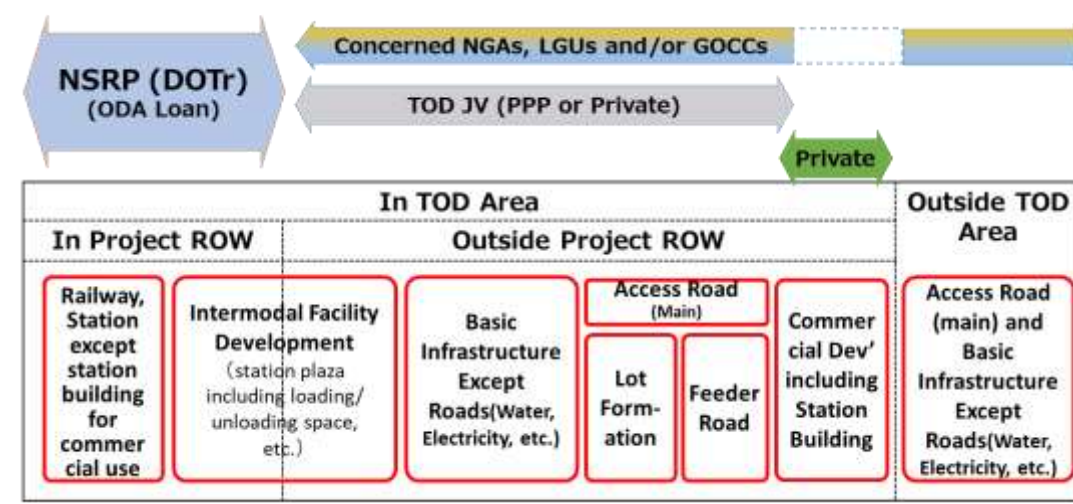 Concerned NGAs, LGUs and/or GOCCs
NSRP (DOTr)
(ODA Loan)
TOD JV (PPP or Private)
Private
In TOD Area
Outside TOD
Area
In Project ROW
Outside Project ROW
Railway,
Station
except
station
building
for
commer
cial use
Intermodal Facility
Development
(station plaza
including loading/
unloading space,
etc.)
Basic
Infrastructure
Except
Roads(Water,
Electricity, etc.)
Access Road
(Main)
Lot
Form-
ation
Feeder
Road
Commer
cial Dev'
including
Station
Building
Access Road
(main) and
Basic
Infrastructure
Except
Roads(Water,
Electricity, etc.)